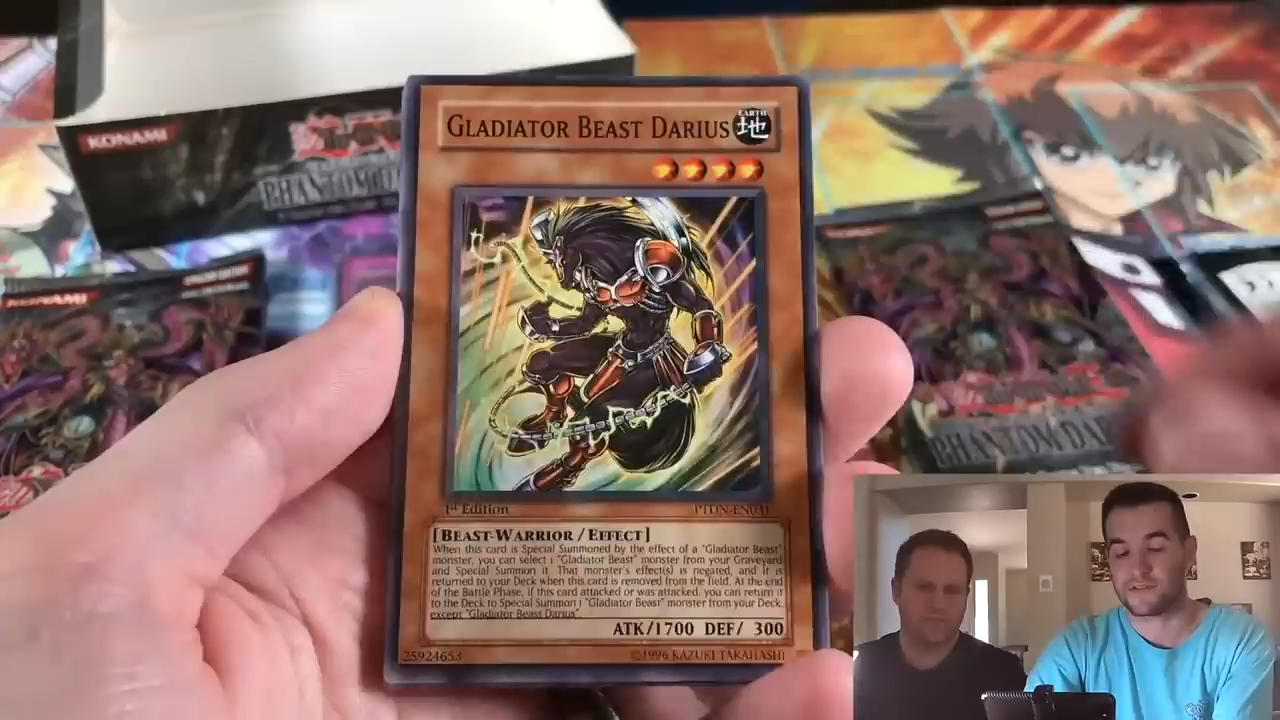 KONAMI
PHANTOM DA
GLADIATOR BEAST DARIUS
EARTH
地
1st Edition
PTDN-EN031
[BEAST-WARRIOR / EFFECT]
When this card is Special Summoned by the effect of a "Gladiator Beast"
monster, you can select 1 "Gladiator Beast" monster from your Graveyard
and Special Summon it. That monster's effect(s) is negated, and it is
returned to your Deck when this card is removed from the field. At the end
of the Battle Phase, if this card attacked or was attacked, you can return it
to the Deck to Special Summon 1 "Gladiator Beast" monster from your Deck,
except "Gladiator Beast Darius".
ATK/1700 DEF/ 300
25924653
©1996 KAZUKI TAKAHASHI
KONAMI
PHANTOM DAR